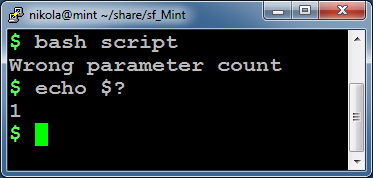 nikola@mint ~/share/sf_Mint
$ bash script
Wrong parameter count
$ echo $?
1
$